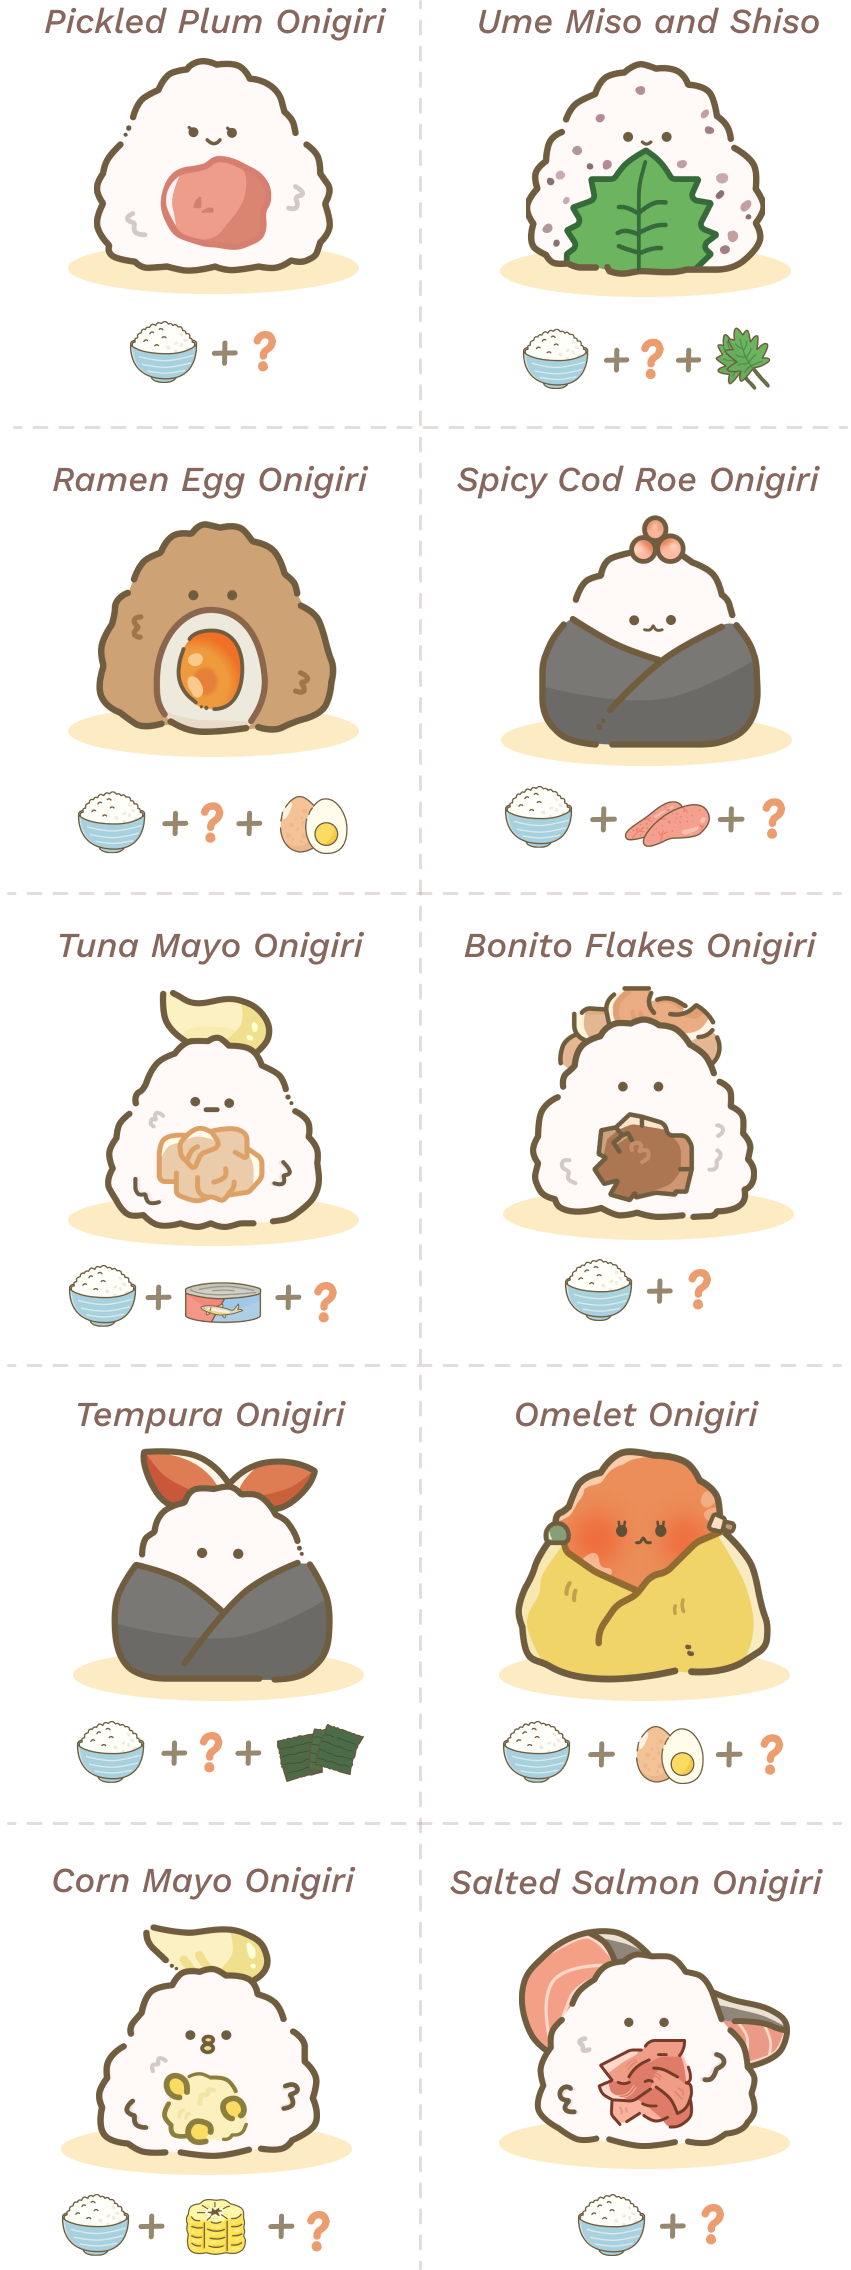 Pickled Plum Onigiri
Ume Miso and Shiso
+ ?
+ ? +
Ramen Egg Onigiri
Spicy Cod Roe Onigiri
+ ? +
+ + ?
Tuna Mayo Onigiri
Bonito Flakes Onigiri
+ + ?
+ ?
Tempura Onigiri
Omelet Onigiri
+ ? +
+ + ?
Corn Mayo Onigiri
Salted Salmon Onigiri
+ + ?
+ ?